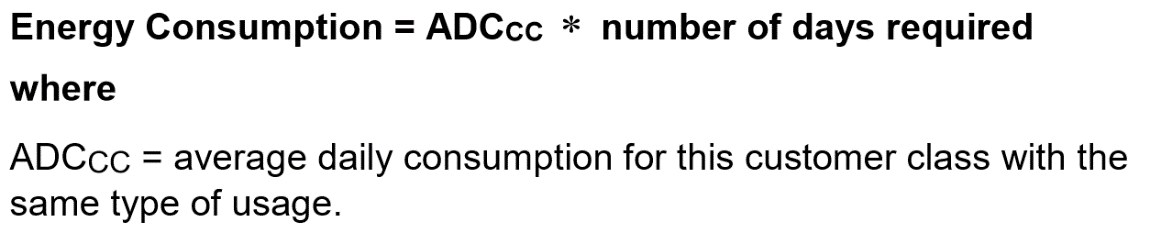 Energy Consumption = ADCcc * number of days required
where
ADCcc = average daily consumption for this customer class with the
same type of usage.